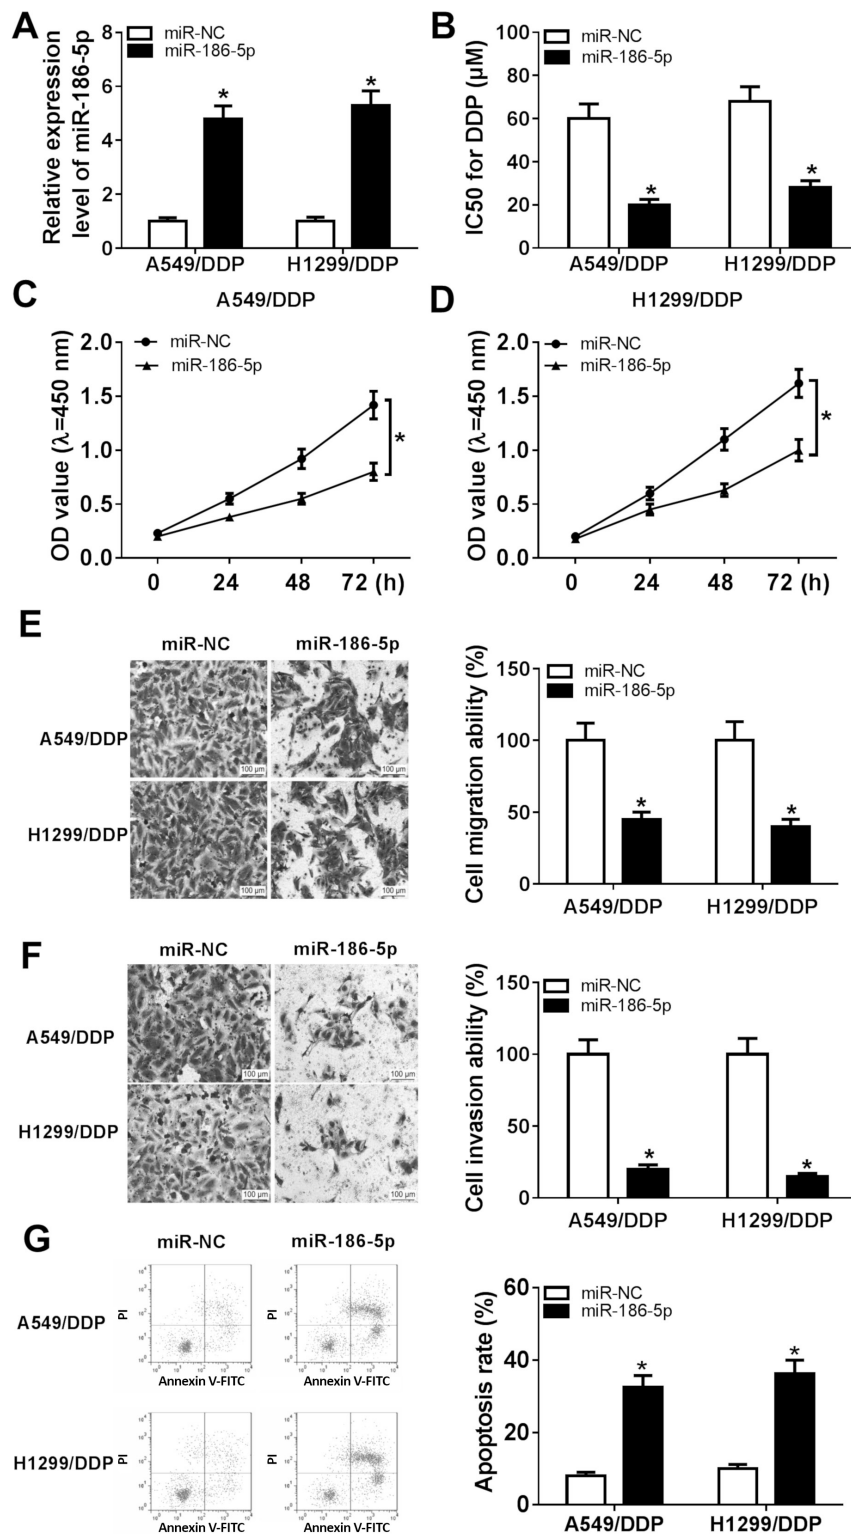 A
Relative expression
level of miR-186-5p
8
6
4
2
0
miR-NC
miR-186-5p
*
*
A549/DDP
H1299/DDP
B
IC50 for DDP (µM)
100
80
60
40
20
0
miR-NC
miR-186-5p
*
*
A549/DDP
H1299/DDP
C
A549/DDP
OD value (λ=450 nm)
2.0
1.5
1.0
0.5
0.0
miR-NC
miR-186-5p
*
0 24 48 72 (h)
D
H1299/DDP
OD value (λ=450 nm)
2.0
1.5
1.0
0.5
0.0
miR-NC
miR-186-5p
*
0 24 48 72 (h)
E
miR-NC
miR-186-5p
A549/DDP
H1299/DDP
100 µm
100 µm
100 µm
100 µm
Cell migration ability (%)
150
100
50
0
miR-NC
miR-186-5p
*
*
A549/DDP
H1299/DDP
F
miR-NC
miR-186-5p
A549/DDP
H1299/DDP
100 µm
100 µm
100 µm
100 µm
Cell invasion ability (%)
150
100
50
0
miR-NC
miR-186-5p
*
*
A549/DDP
H1299/DDP
G
miR-NC
miR-186-5p
A549/DDP
PI
Annexin V-FITC
PI
Annexin V-FITC
H1299/DDP
PI
Annexin V-FITC
PI
Annexin V-FITC
Apoptosis rate (%)
60
40
20
0
miR-NC
miR-186-5p
*
*
A549/DDP
H1299/DDP